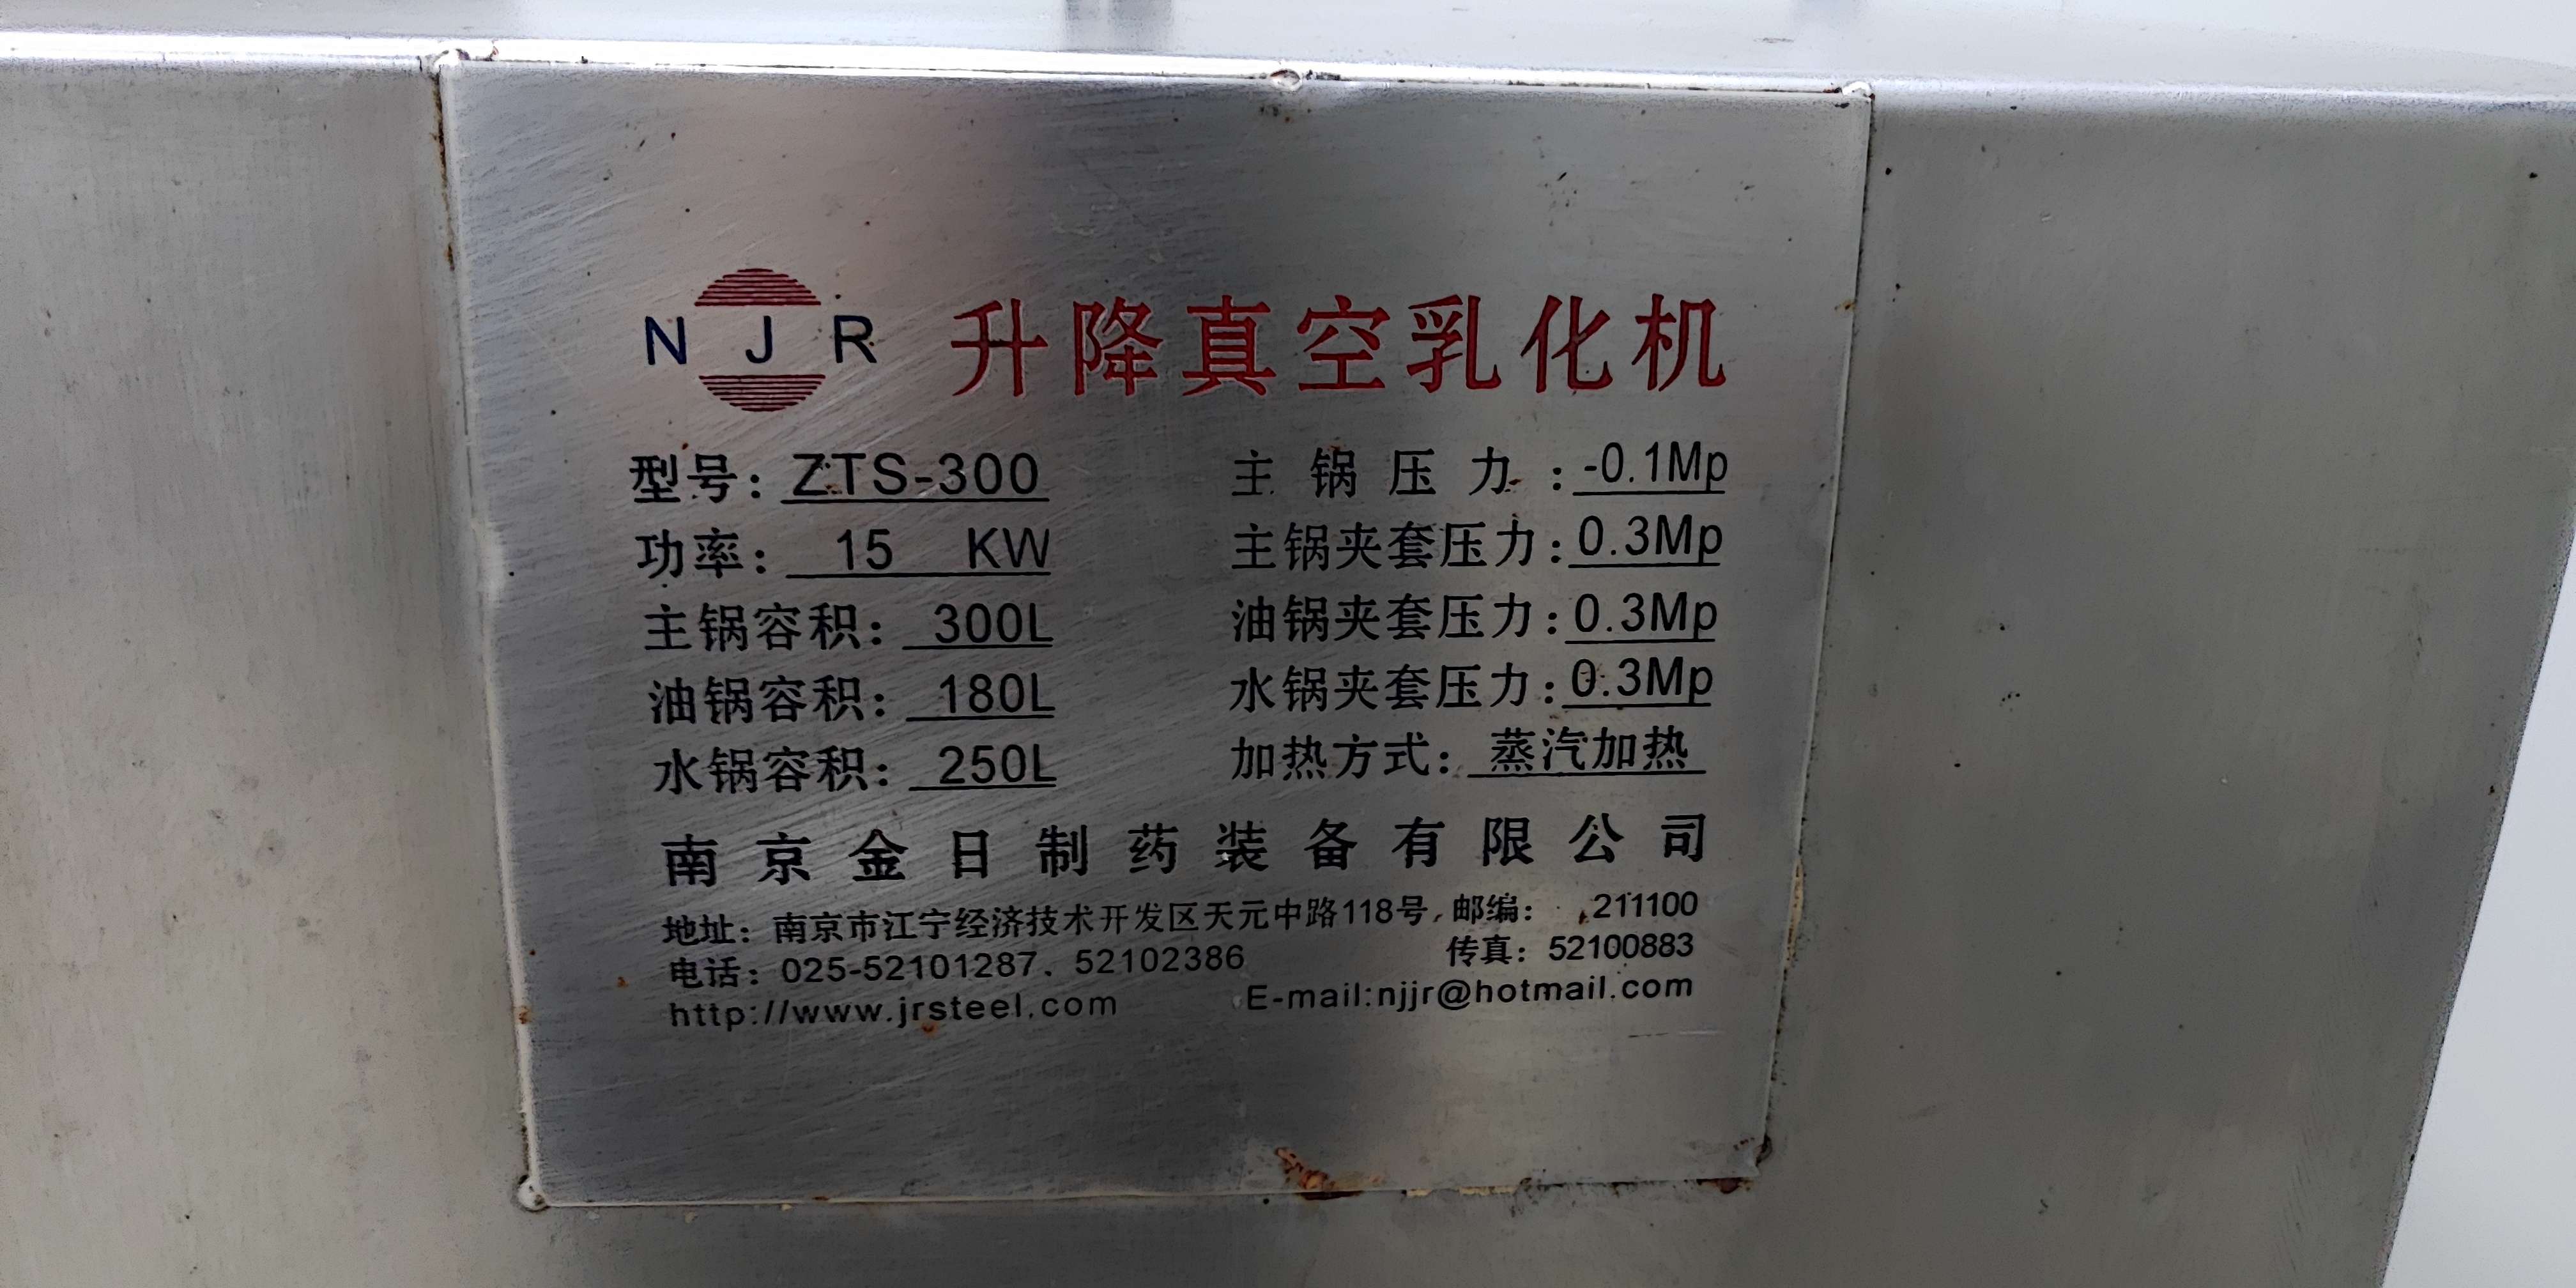 NJR 升降真空乳化机
型号：ZTS-300 主锅压力：-0.1Mp
功率：15 KW 主锅夹套压力：0.3Mp
主锅容积：300L 油锅夹套压力：0.3Mp
油锅容积：180L 水锅夹套压力：0.3Mp
水锅容积：250L 加热方式：蒸汽加热
南京金日制药装备有限公司
地址：南京市江宁经济技术开发区天元中路118号，邮编：211100
电话：025-52101287、52102386 传真：52100883
http://www.jrsteel.com E-mail:njjr@hotmail.com